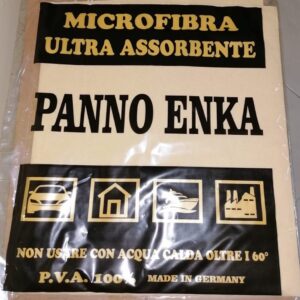 MICROFIBRA
ULTRA ASSORBENTE
PANNO ENKA
NON USARE CON ACQUA CALDA OLTRE I 60°
P.V.A. 100% MADE IN GERMANY